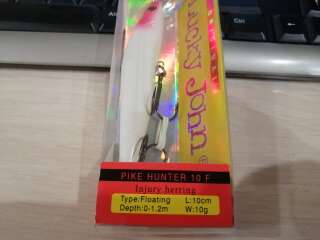 Lucky John ®
PIKE HUNTER 10 F
Injury herring
Type:Floating L:10cm
Depth:0-1.2m W:10g